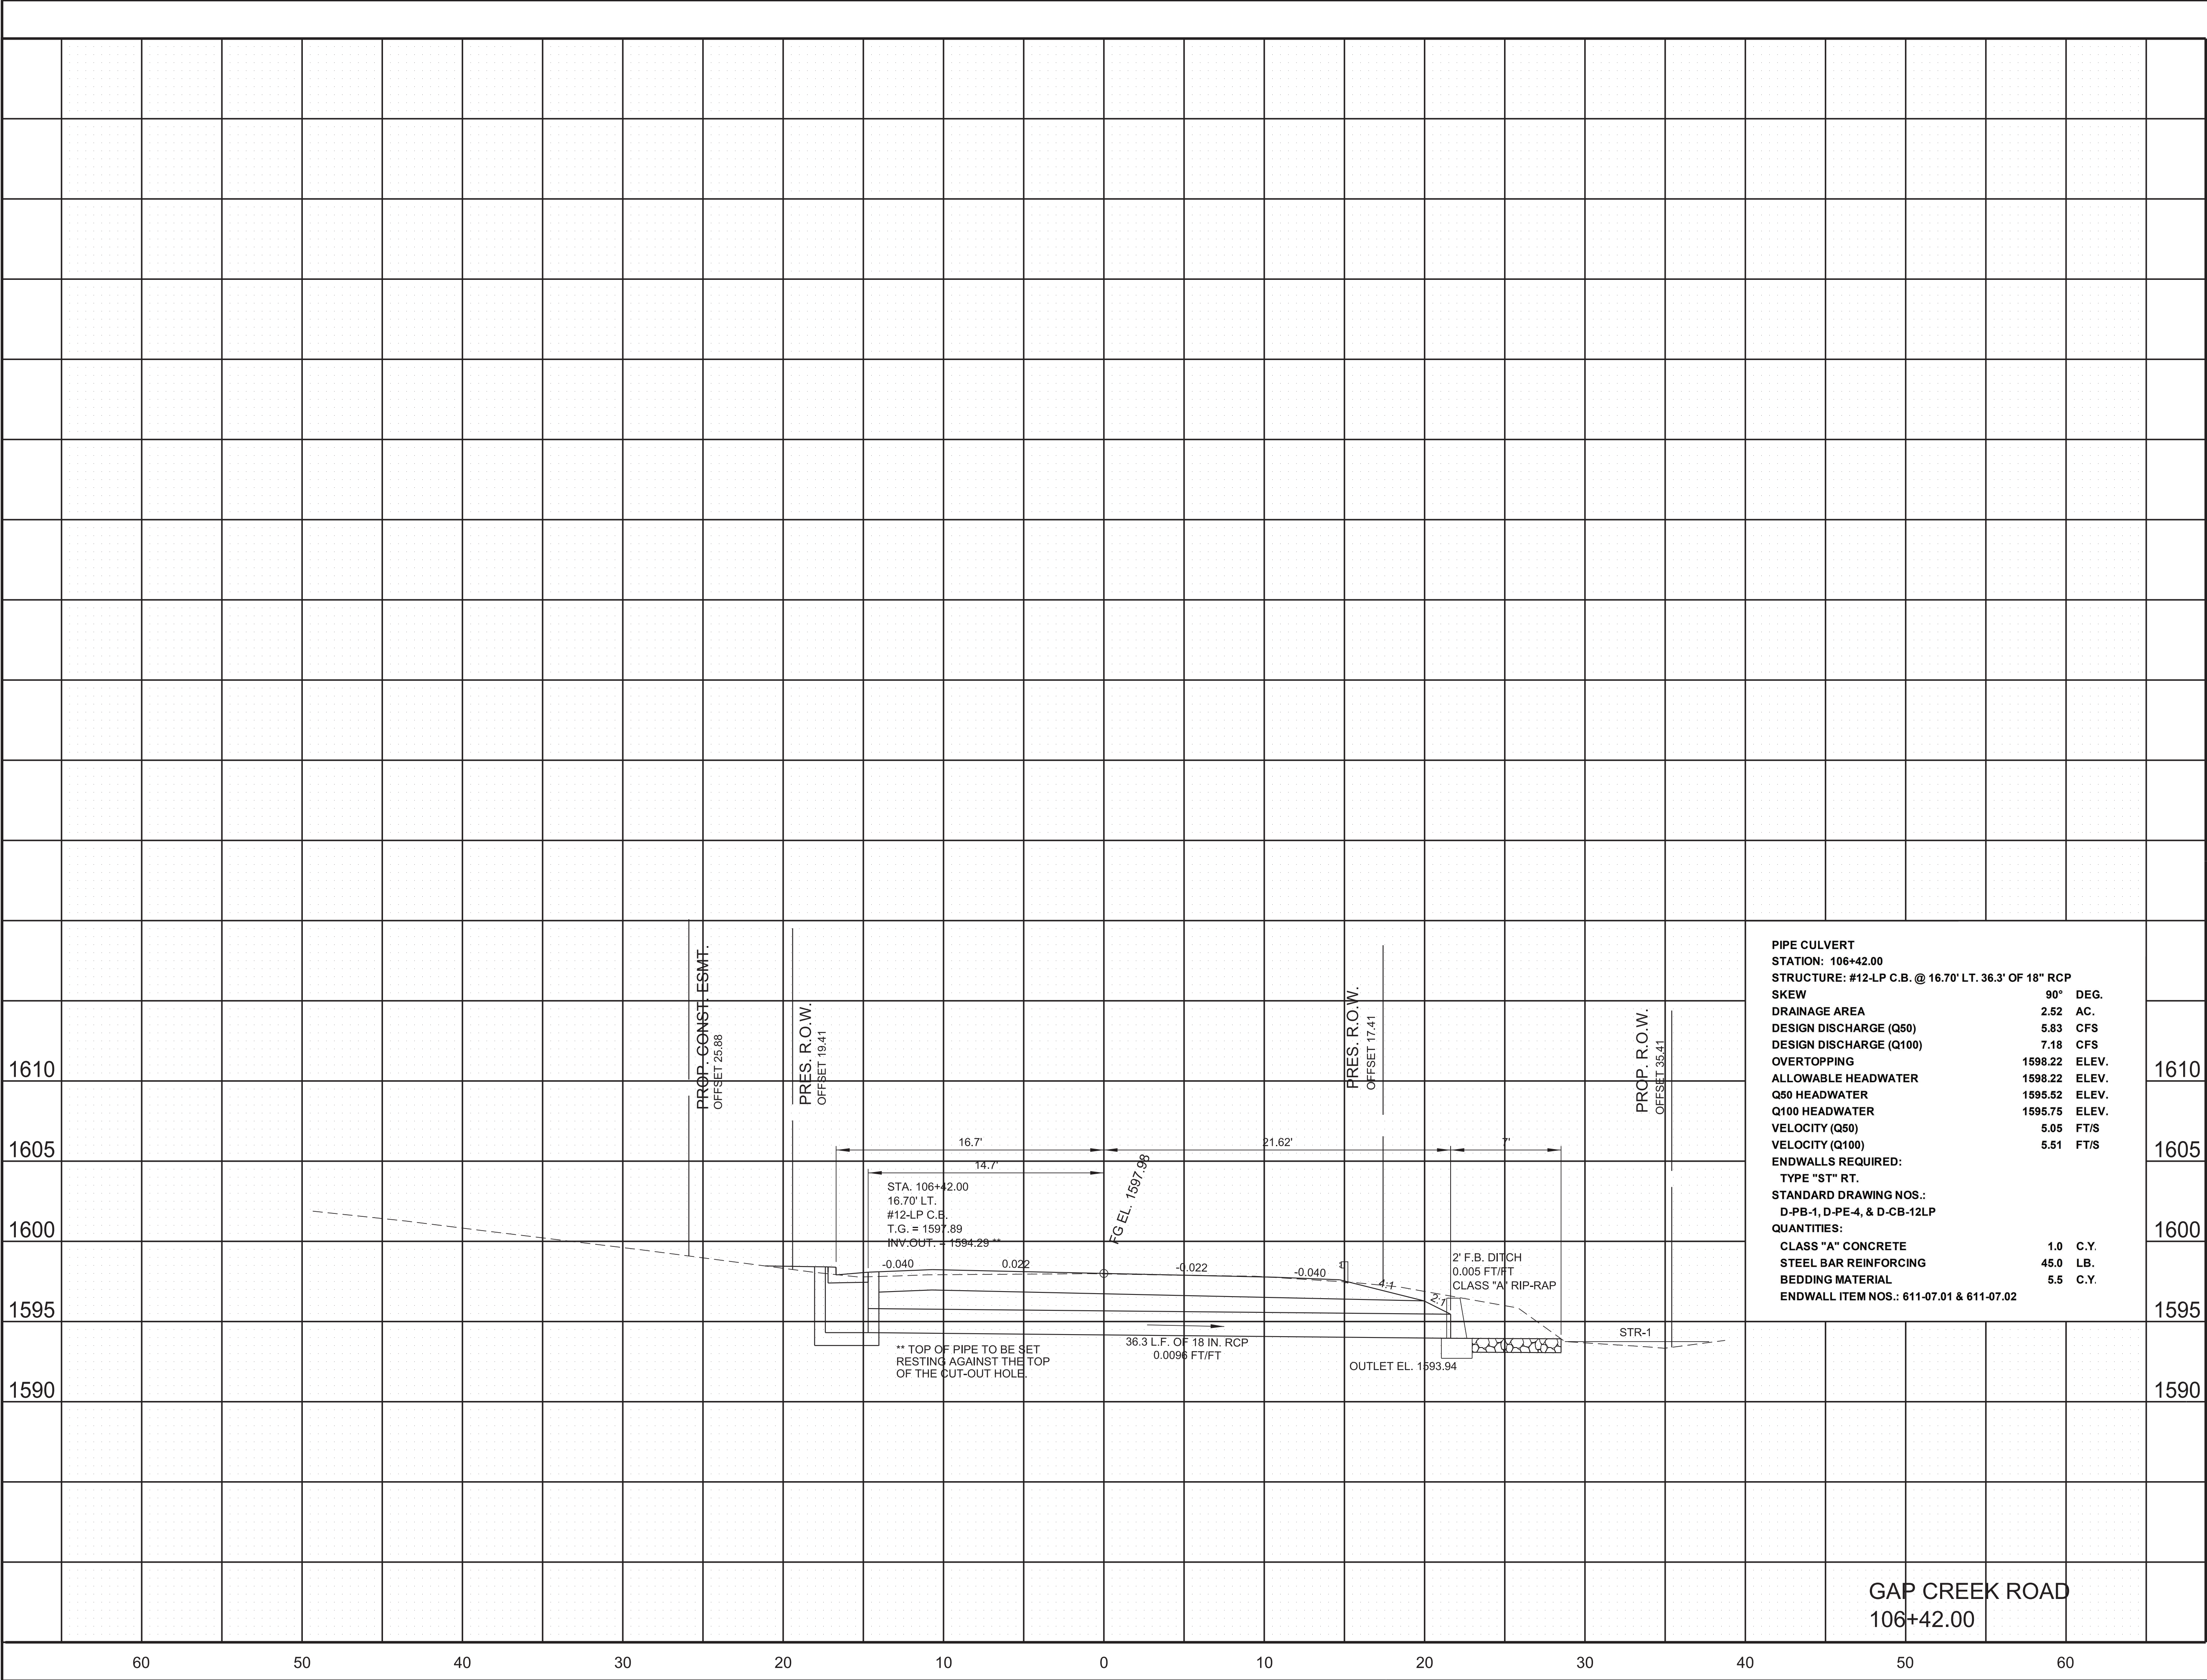 PROP. CONST. ESMT.
OFFSET 25.88
PRES. R.O.W.
OFFSET 19.41
PRES. R.O.W.
OFFSET 17.41
PROP. R.O.W.
OFFSET 35.41
PIPE CULVERT
STATION: 106+42.00
STRUCTURE: #12-LP C.B. @ 16.70' LT. 36.3' OF 18" RCP
SKEW 90° DEG.
DRAINAGE AREA 2.52 AC.
DESIGN DISCHARGE (Q50) 5.83 CFS
DESIGN DISCHARGE (Q100) 7.18 CFS
OVERTOPPING 1598.22 ELEV.
ALLOWABLE HEADWATER 1598.22 ELEV.
Q50 HEADWATER 1595.52 ELEV.
Q100 HEADWATER 1595.75 ELEV.
VELOCITY (Q50) 5.05 FT/S
VELOCITY (Q100) 5.51 FT/S
ENDWALLS REQUIRED:
TYPE "ST" RT.
STANDARD DRAWING NOS.:
D-PB-1, D-PE-4, & D-CB-12LP
QUANTITIES:
CLASS "A" CONCRETE 1.0 C.Y.
STEEL BAR REINFORCING 45.0 LB.
BEDDING MATERIAL 5.5 C.Y.
ENDWALL ITEM NOS.: 611-07.01 & 611-07.02
1610 1610
1605 1605
1600 1600
1595 1595
1590 1590
16.7' 21.62' 7'
14.7'
STA. 106+42.00
16.70' LT.
#12-LP C.B.
T.G. = 1597.89
INV.OUT. = 1594.29 **
FG EL. 1597.98
-0.040 0.022 -0.022 -0.040 4:1 2:1
2' F.B. DITCH
0.005 FT/FT
CLASS "A" RIP-RAP
STR-1
** TOP OF PIPE TO BE SET
RESTING AGAINST THE TOP
OF THE CUT-OUT HOLE.
36.3 L.F. OF 18 IN. RCP
0.0096 FT/FT
OUTLET EL. 1593.94
GAP CREEK ROAD
106+42.00
60 50 40 30 20 10 0 10 20 30 40 50 60